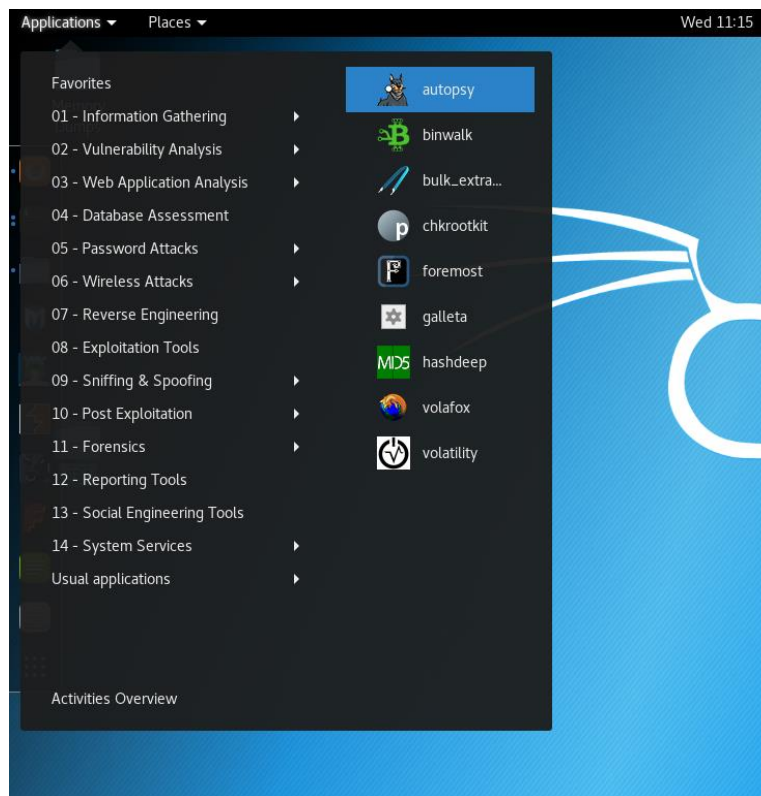 Applications Places Wed 11:15
Favorites
01 - Information Gathering
02 - Vulnerability Analysis
03 - Web Application Analysis
04 - Database Assessment
05 - Password Attacks
06 - Wireless Attacks
07 - Reverse Engineering
08 - Exploitation Tools
09 - Sniffing & Spoofing
10 - Post Exploitation
11 - Forensics
12 - Reporting Tools
13 - Social Engineering Tools
14 - System Services
Usual applications
Activities Overview
autopsy
binwalk
bulk_extra...
p chkrootkit
F foremost
galleta
MD5 hashdeep
volafox
volatility